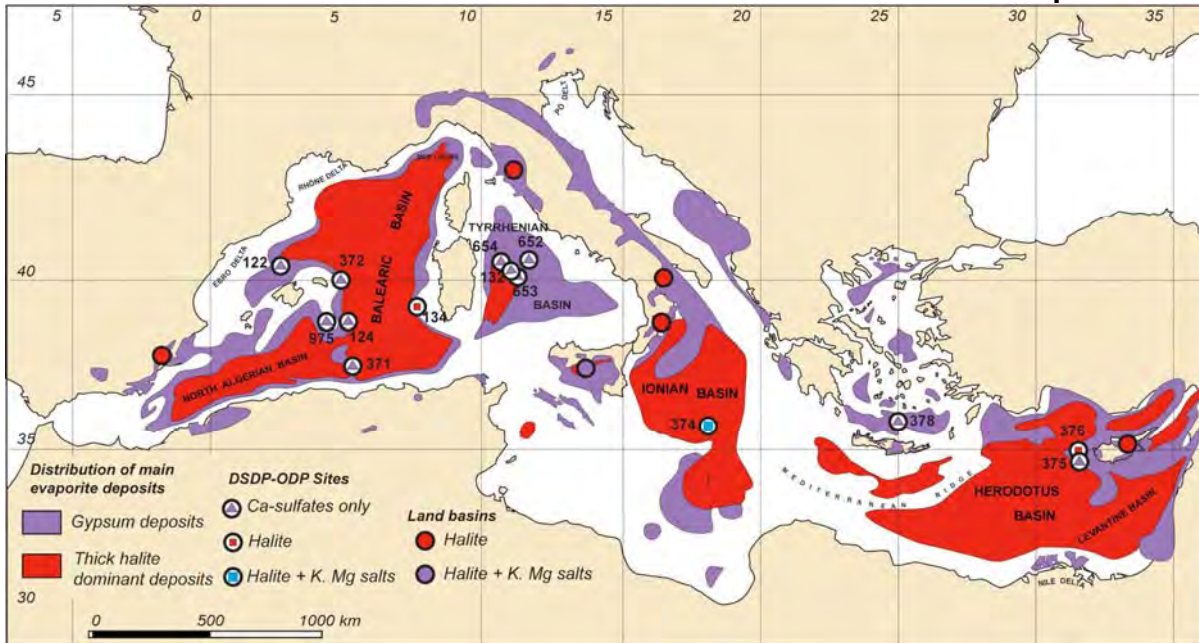 5 0 5 10 15 20 25 30 35
45
PO DELT
RHÔNE DELTA
BALEARIC BASIN
TYRRHENIAN
EBRO DELTA
654 652
122 372
40
132
653
BASIN
134
975 124
371
NORTH ALGERIAN BASIN
IONIAN BASIN
374
378
376
375
35
MEDITERRANEAN RIDGE
HERODOTUS BASIN
LEVANTINE BASIN
NILE DELTA
Distribution of main
evaporite deposits
Gypsum deposits
Thick halite
dominant deposits
DSDP-ODP Sites
Ca-sulfates only
Halite
Halite + K. Mg salts
Land basins
Halite
Halite + K. Mg salts
30
0 500 1000 km